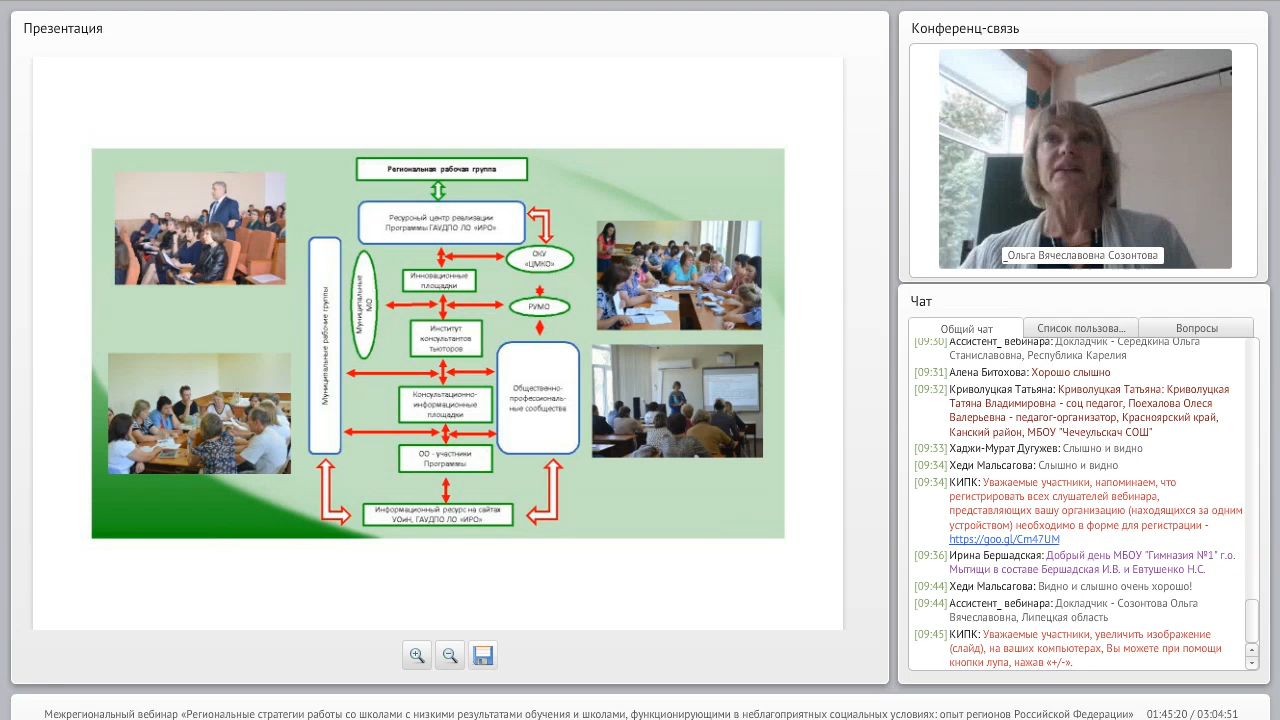 Презентация
Региональная рабочая группа
Ресурсный центр реализации
Программы ГАУДПО ЛО «ИРО»
ОКУ
«ЦМКО»
Инновационные
площадки
Муниципальные рабочие группы
Муниципальные
МО
РУМО
Институт
консультантов
тьюторов
Консультационно-
информационные
площадки
Общественно-
профессиональ-
ные сообщества
ОО - участники
Программы
Информационный ресурс на сайтах
УОиН, ГАУДПО ЛО «ИРО»
Конференц-связь
_Ольга Вячеславовна Созонтова
Чат
Общий чат
Список пользова...
Вопросы
[09:30] Ассистент_ вебинара: Докладчик - Середкина Ольга
Станиславовна, Республика Карелия
[09:31] Алена Битохова: Хорошо слышно
[09:32] Криволуцкая Татьяна: Криволуцкая Татьяна: Криволуцкая
Татяна Владимировна - соц педагог, Полехалова Олеся
Валерьевна - педагог-организатор, Красноярский край,
Канский район, МБОУ "Чечеульскач СОШ"
[09:33] Хаджи-Мурат Дугужев: Слышно и видно
[09:34] Хеди Мальсагова: Слышно и видно
[09:34] КИПК: Уважаемые участники, напоминаем, что
регистрировать всех слушателей вебинара,
представляющих вашу организацию (находящихся за одним
устройством) необходимо в форме для регистрации -
https://goo.gl/Cm47UM
[09:36] Ирина Бершадская: Добрый день МБОУ "Гимназия №1" г.о.
Мытищи в составе Бершадская И.В. и Евтушенко Н.С.
[09:44] Хеди Мальсагова: Видно и слышно очень хорошо!
[09:44] Ассистент_ вебинара: Докладчик - Созонтова Ольга
Вячеславовна, Липецкая область
[09:45] КИПК: Уважаемые участники, увеличить изображение
(слайд), на ваших компьютерах, Вы можете при помощи
кнопки лупа, нажав «+/-».
Межрегиональный вебинар «Региональные стратегии работы со школами с низкими результатами обучения и школами, функционирующими в неблагоприятных социальных условиях: опыт регионов Российской Федерации» 01:45:20 / 03:04:51